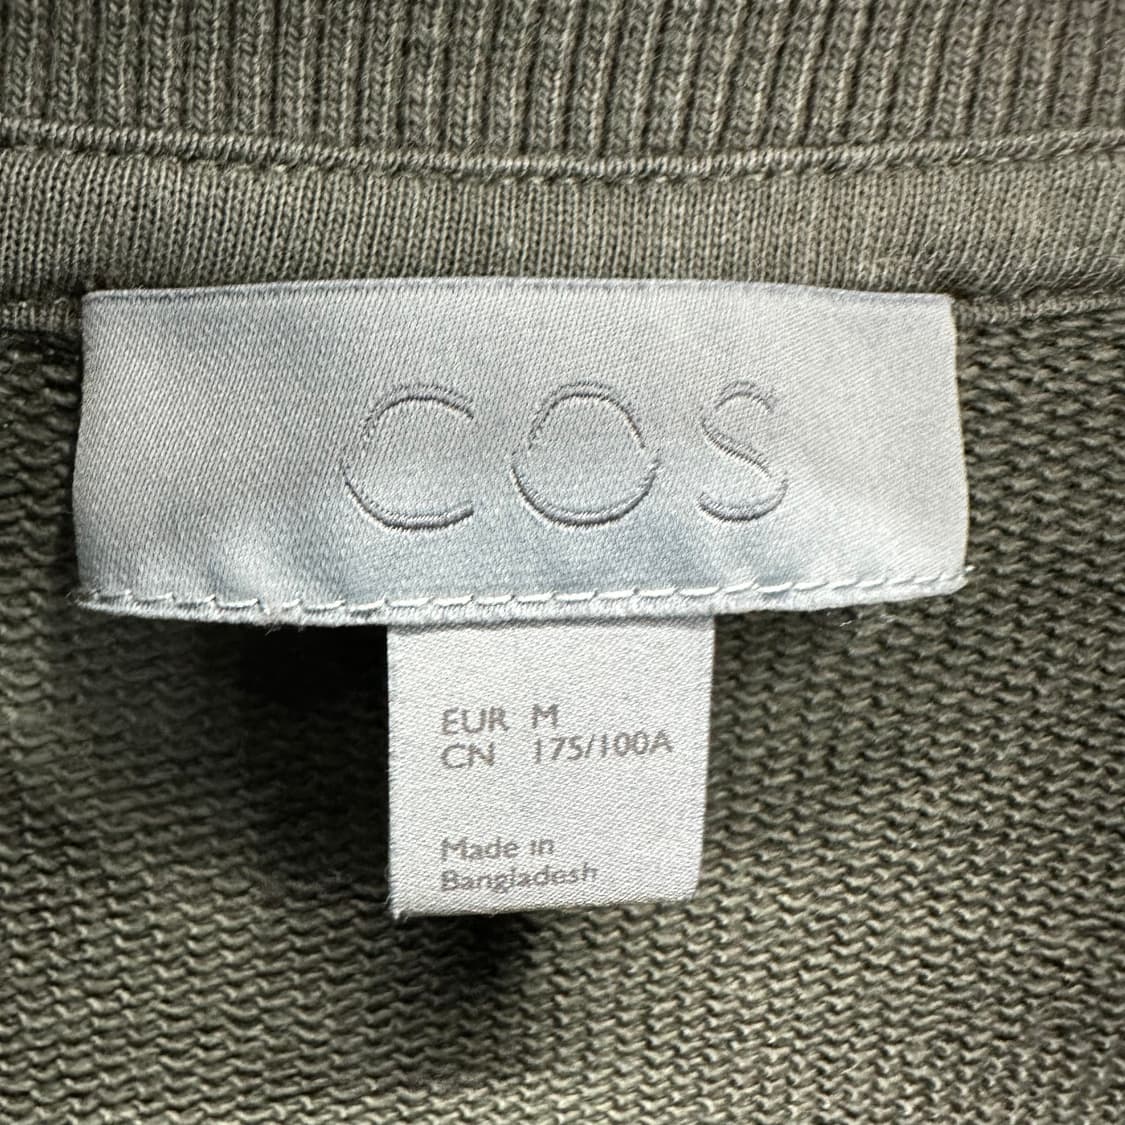 COS
EUR M
CN 175/100A
Made in
Bangladesh